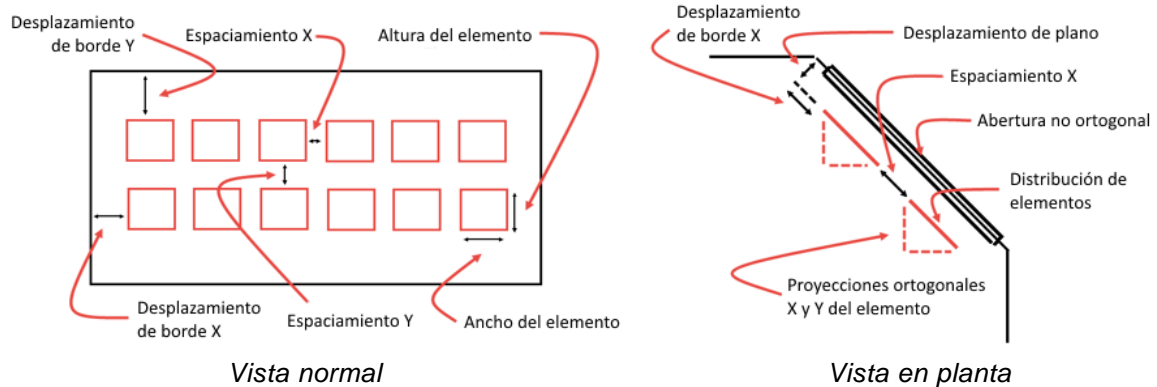 Desplazamiento
de borde Y
Espaciamiento X
Altura del elemento
Desplazamiento
de borde X
Espaciamiento Y
Ancho del elemento
Vista normal
Desplazamiento
de borde X
Desplazamiento de plano
Espaciamiento X
Abertura no ortogonal
Distribución de
elementos
Proyecciones ortogonales
X y Y del elemento
Vista en planta